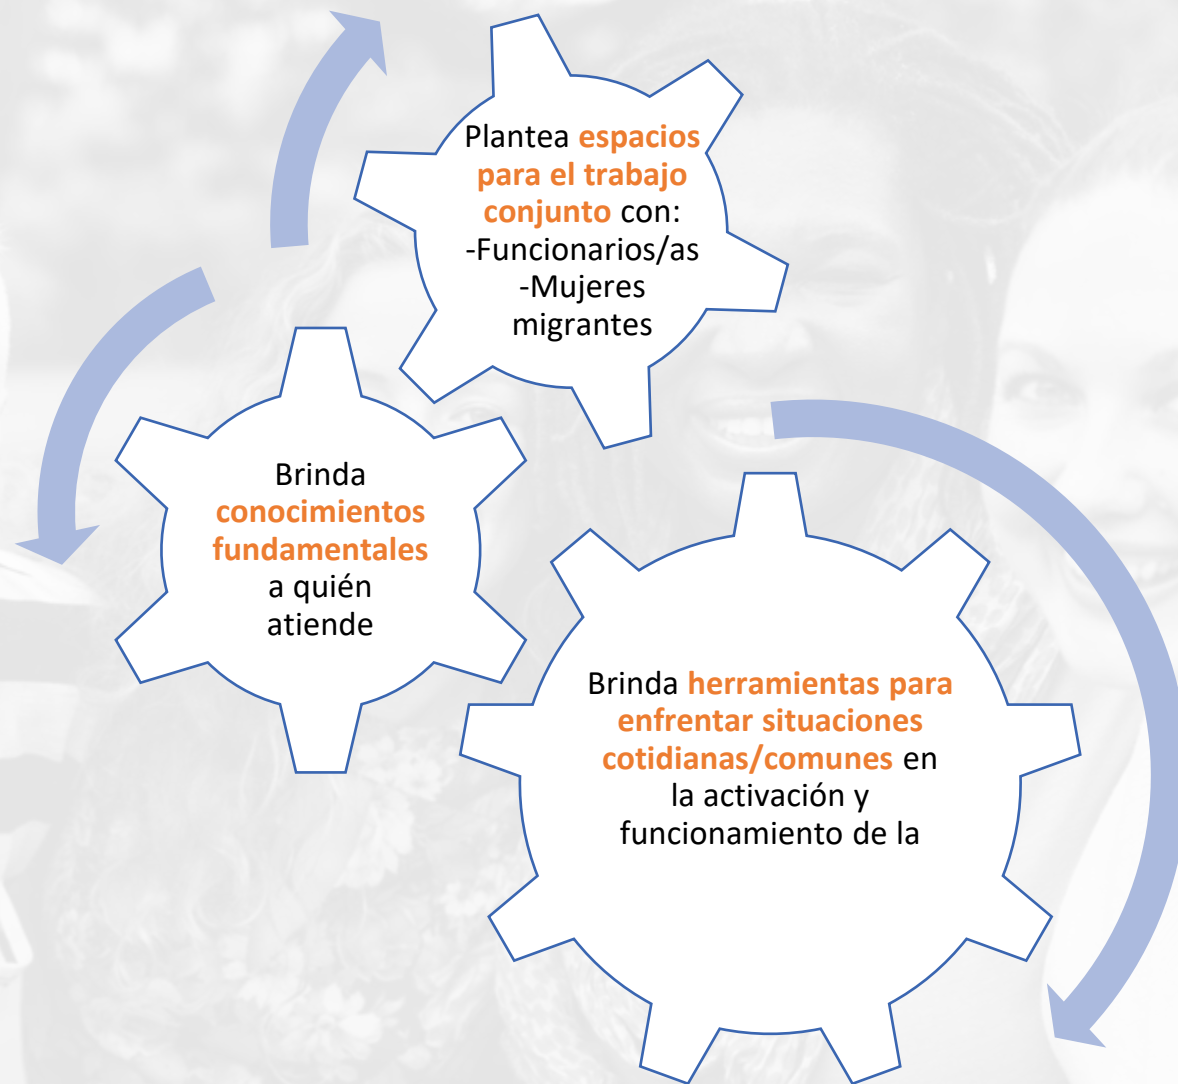 Plantea espacios
para el trabajo
conjunto con:
-Funcionarios/as
-Mujeres
migrantes
Brinda
conocimientos
fundamentales
a quién
atiende
Brinda herramientas para
enfrentar situaciones
cotidianas/comunes en
la activación y
funcionamiento de la